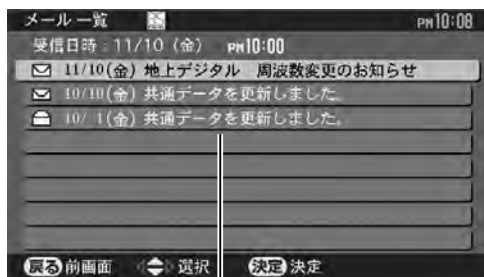 メール一覧 PM10:08
受信日時：11/10（金） PM10:00
11/10(金) 地上デジタル 周波数変更のお知らせ
10/10(金) 共通データを更新しました。
10/ 1(金) 共通データを更新しました。
戻る 前画面 選択 決定 決定